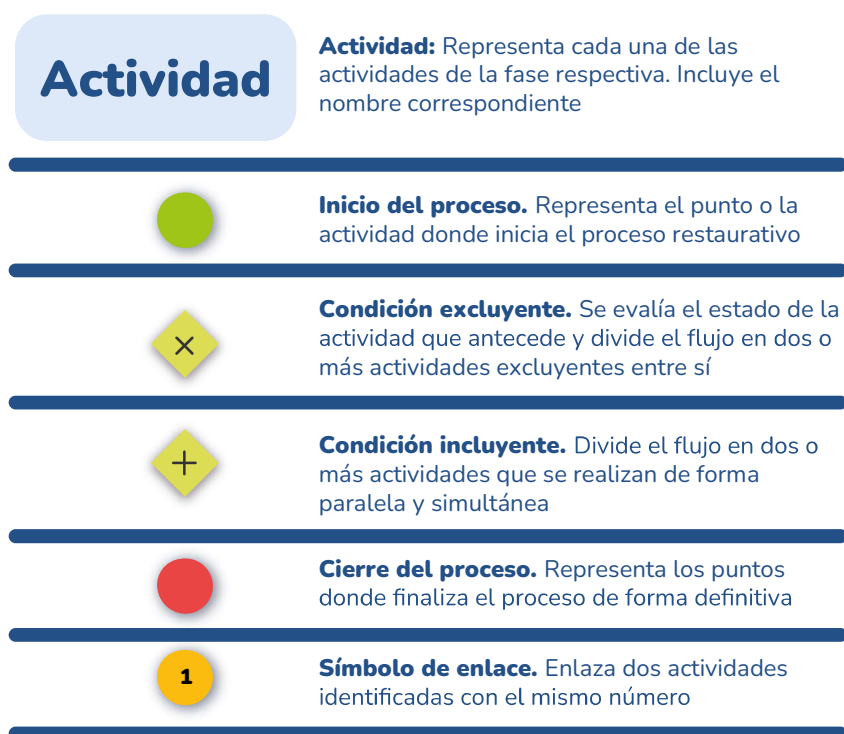 Actividad
Actividad: Representa cada una de las
actividades de la fase respectiva. Incluye el
nombre correspondiente
Inicio del proceso. Representa el punto o la
actividad donde inicia el proceso restaurativo
Condición excluyente. Se evalía el estado de la
actividad que antecede y divide el flujo en dos o
más actividades excluyentes entre sí
Condición incluyente. Divide el flujo en dos o
más actividades que se realizan de forma
paralela y simultánea
Cierre del proceso. Representa los puntos
donde finaliza el proceso de forma definitiva
1
Símbolo de enlace. Enlaza dos actividades
identificadas con el mismo número